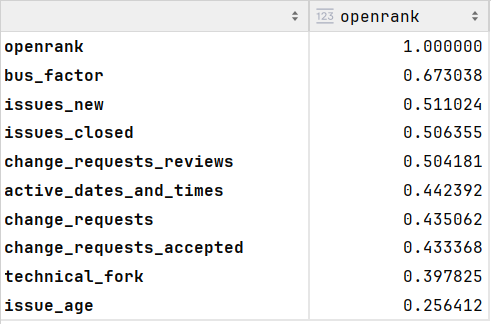 123 openrank
openrank 1.000000
bus_factor 0.673038
issues_new 0.511024
issues_closed 0.506355
change_requests_reviews 0.504181
active_dates_and_times 0.442392
change_requests 0.435062
change_requests_accepted 0.433368
technical_fork 0.397825
issue_age 0.256412